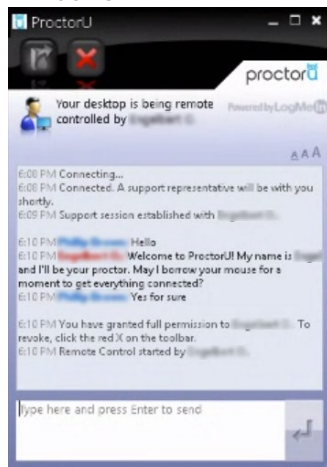 ProctorU
proctorU
Your desktop is being remote
controlled by
Powered by LogMeIn
A A A
6:08 PM Connecting...
6:08 PM Connected. A support representative will be with you
shortly.
6:09 PM Support session established with
6:10 PM Hello
6:10 PM Welcome to ProctorU! My name is
and I'll be your proctor. May I borrow your mouse for a
moment to get everything connected?
6:10 PM Yes for sure
6:10 PM You have granted full permission to . To
revoke, click the red X on the toolbar.
6:10 PM Remote Control started by
Type here and press Enter to send